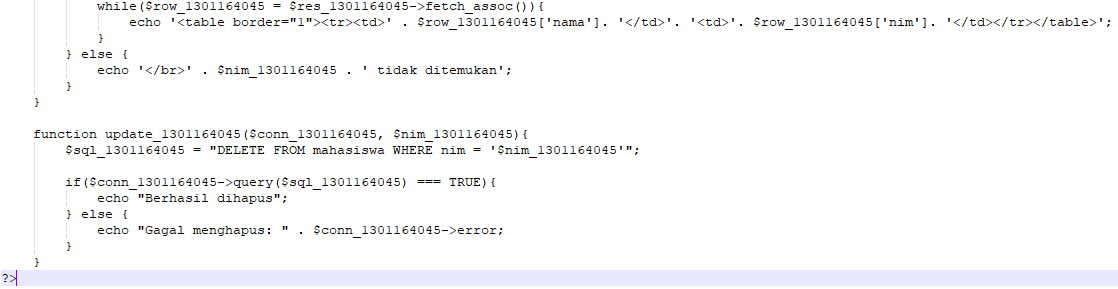 while($row_1301164045 = $res_1301164045->fetch_assoc()){
echo '<table border="1"><tr><td>' . $row_1301164045['nama']. '</td>'. '<td>'. $row_1301164045['nim']. '</td></tr></table>';
}
} else {
echo '</br>' . $nim_1301164045 . ' tidak ditemukan';
}
}
function update_1301164045($conn_1301164045, $nim_1301164045){
$sql_1301164045 = "DELETE FROM mahasiswa WHERE nim = '$nim_1301164045'";
if($conn_1301164045->query($sql_1301164045) === TRUE){
echo "Berhasil dihapus";
} else {
echo "Gagal menghapus: " . $conn_1301164045->error;
}
}
?>